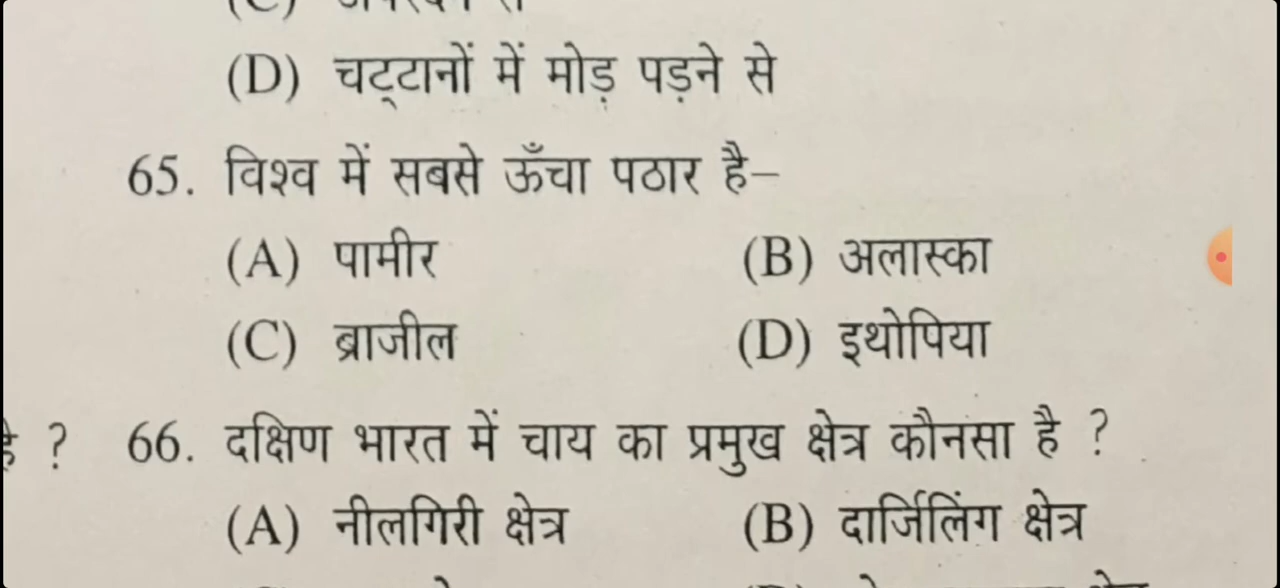 (D) चट्टानों में मोड़ पड़ने से
65. विश्व में सबसे ऊँचा पठार है–
(A) पामीर (B) अलास्का
(C) ब्राजील (D) इथोपिया
है ? 66. दक्षिण भारत में चाय का प्रमुख क्षेत्र कौनसा है ?
(A) नीलगिरी क्षेत्र (B) दार्जिलिंग क्षेत्र